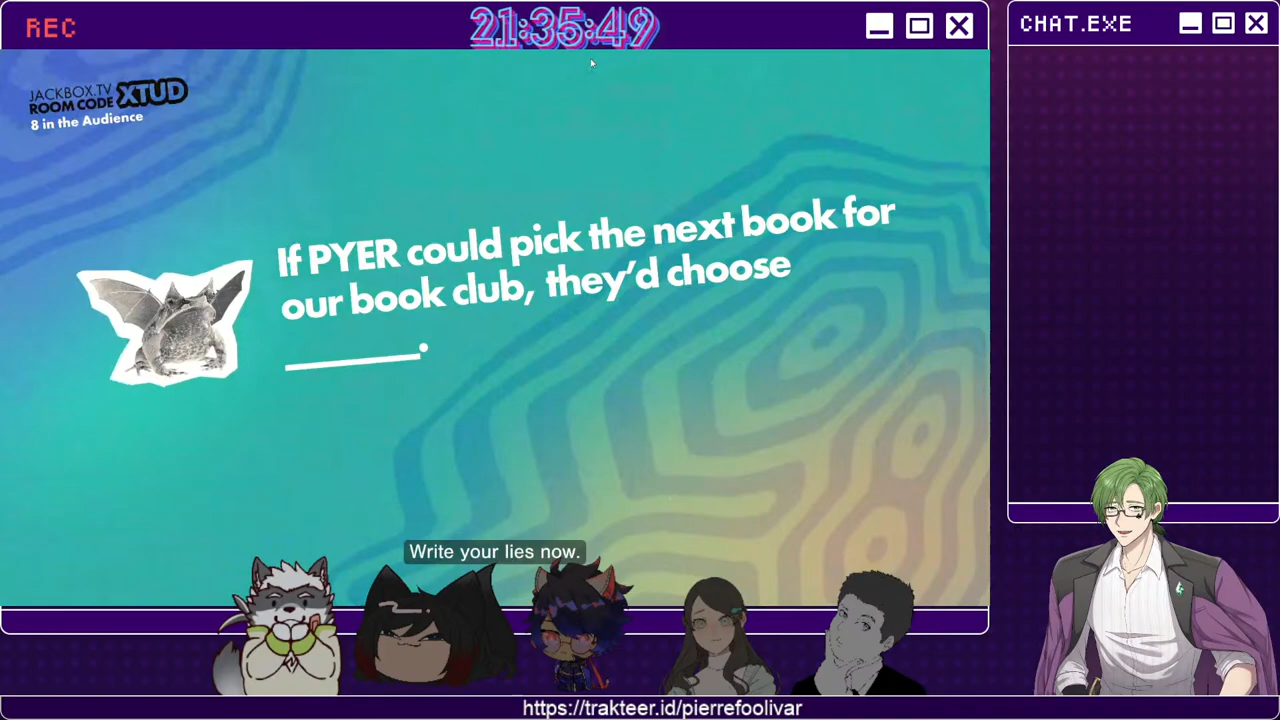 REC
21:35:49
CHAT.EXE
JACKBOX.TV
ROOM CODE XTUD
8 in the Audience
If PYER could pick the next book for
our book club, they'd choose
______.
Write your lies now.
https://trakteer.id/pierrefoolivar